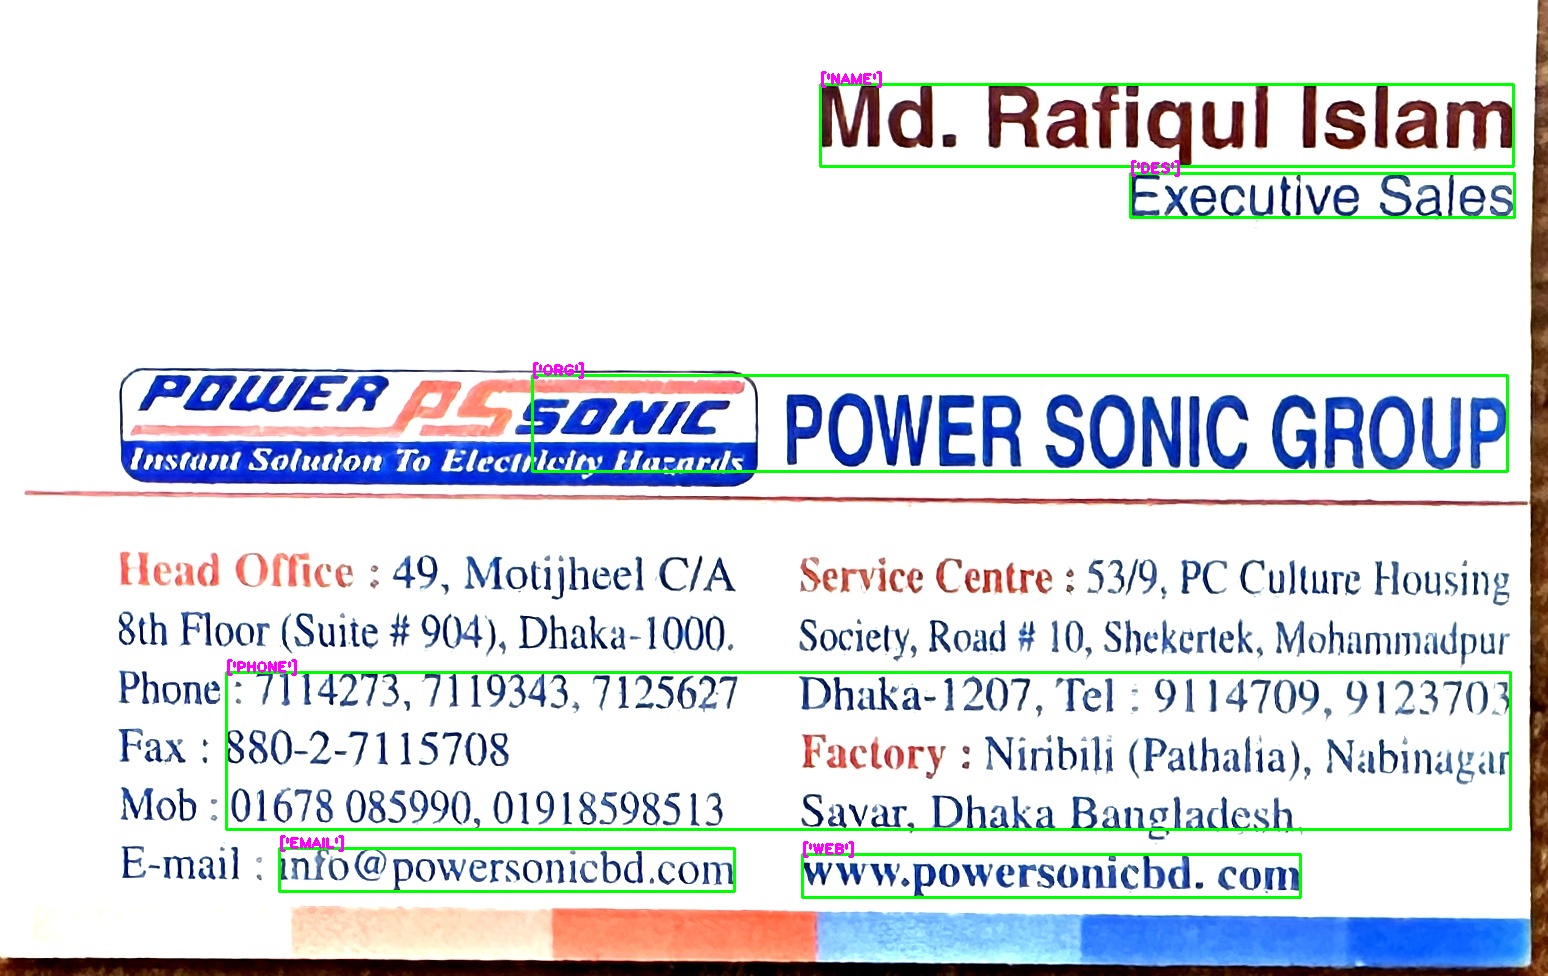 ['NAME']
Md. Rafiqul Islam
['DES']
Executive Sales
['ORG']
POWER PS SONIC
Instant Solution To Electricity Hazards
POWER SONIC GROUP
Head Office : 49, Motijheel C/A
8th Floor (Suite # 904), Dhaka-1000.
['PHONE']
Phone : 7114273, 7119343, 7125627
Fax : 880-2-7115708
Mob : 01678 085990, 01918598513
['EMAIL']
E-mail : info@powersonicbd.com
Service Centre : 53/9, PC Culture Housing
Society, Road # 10, Shekertek, Mohammadpur
Dhaka-1207, Tel : 9114709, 9123703
Factory : Niribili (Pathalia), Nabinagar
Savar, Dhaka Bangladesh.
['WEB']
www.powersonicbd. com